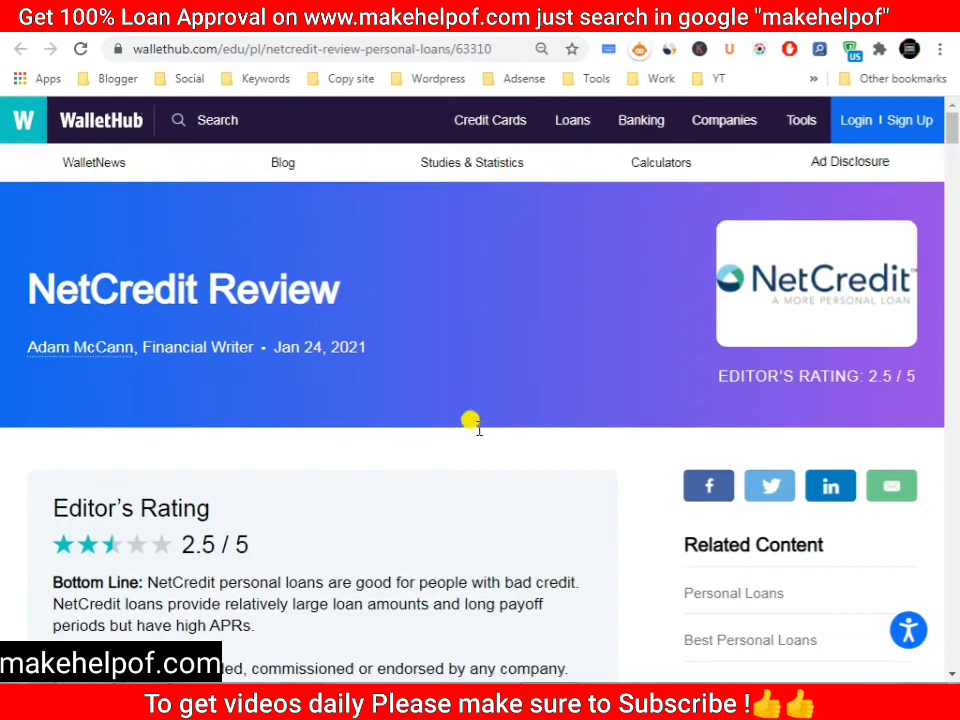 Get 100% Loan Approval on www.makehelpof.com just search in google "makehelpof"
wallethub.com/edu/pl/netcredit-review-personal-loans/63310
US
Apps Blogger Social Keywords Copy site Wordpress Adsense Tools Work YT » Other bookmarks
W WalletHub Search Credit Cards Loans Banking Companies Tools Login | Sign Up
WalletNews Blog Studies & Statistics Calculators Ad Disclosure
NetCredit Review
Adam McCann, Financial Writer • Jan 24, 2021
NetCredit™
A MORE PERSONAL LOAN
EDITOR'S RATING: 2.5 / 5
Editor's Rating
2.5 / 5
Bottom Line: NetCredit personal loans are good for people with bad credit.
NetCredit loans provide relatively large loan amounts and long payoff
periods but have high APRs.
ed, commissioned or endorsed by any company.
f in
Related Content
Personal Loans
Best Personal Loans
makehelpof.com
To get videos daily Please make sure to Subscribe !👍👍